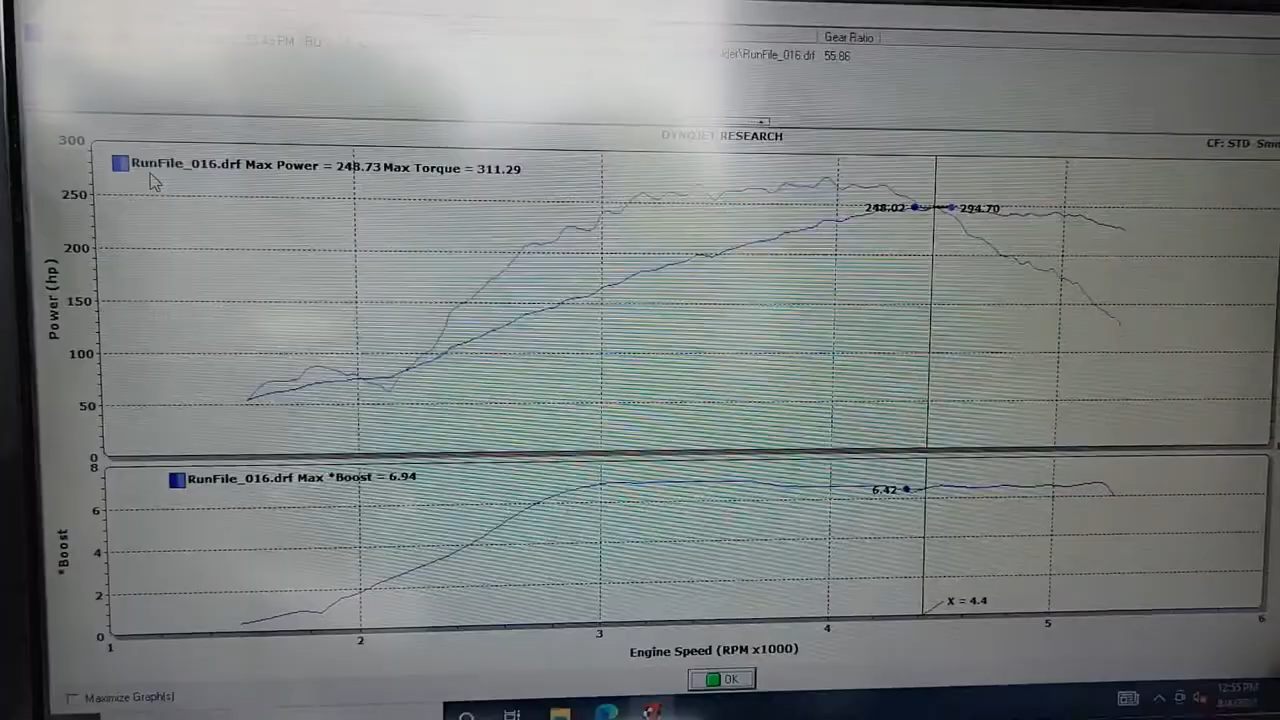 Gear Ratio
RunFile_016.drf 55.86
DYNOJET RESEARCH
CF: STD
300
RunFile_016.drf Max Power = 248.73 Max Torque = 311.29
250
248.02
294.70
200
Power (hp)
150
100
50
0
8
RunFile_016.drf Max *Boost = 6.94
6.42
6
*Boost
4
2
X = 4.4
0
1
2
3
4
5
6
Engine Speed (RPM x1000)
OK
Maximize Graph(s)
12:55 PM